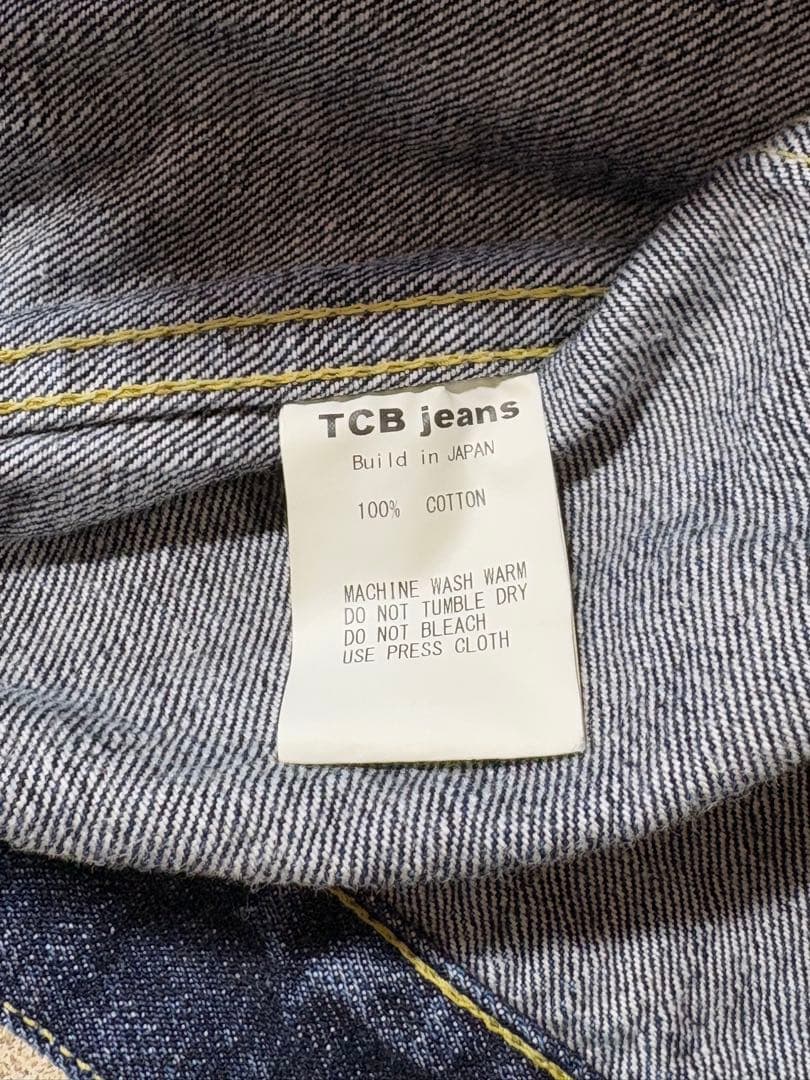 TCB jeans
Build in JAPAN
100% COTTON
MACHINE WASH WARM
DO NOT TUMBLE DRY
DO NOT BLEACH
USE PRESS CLOTH